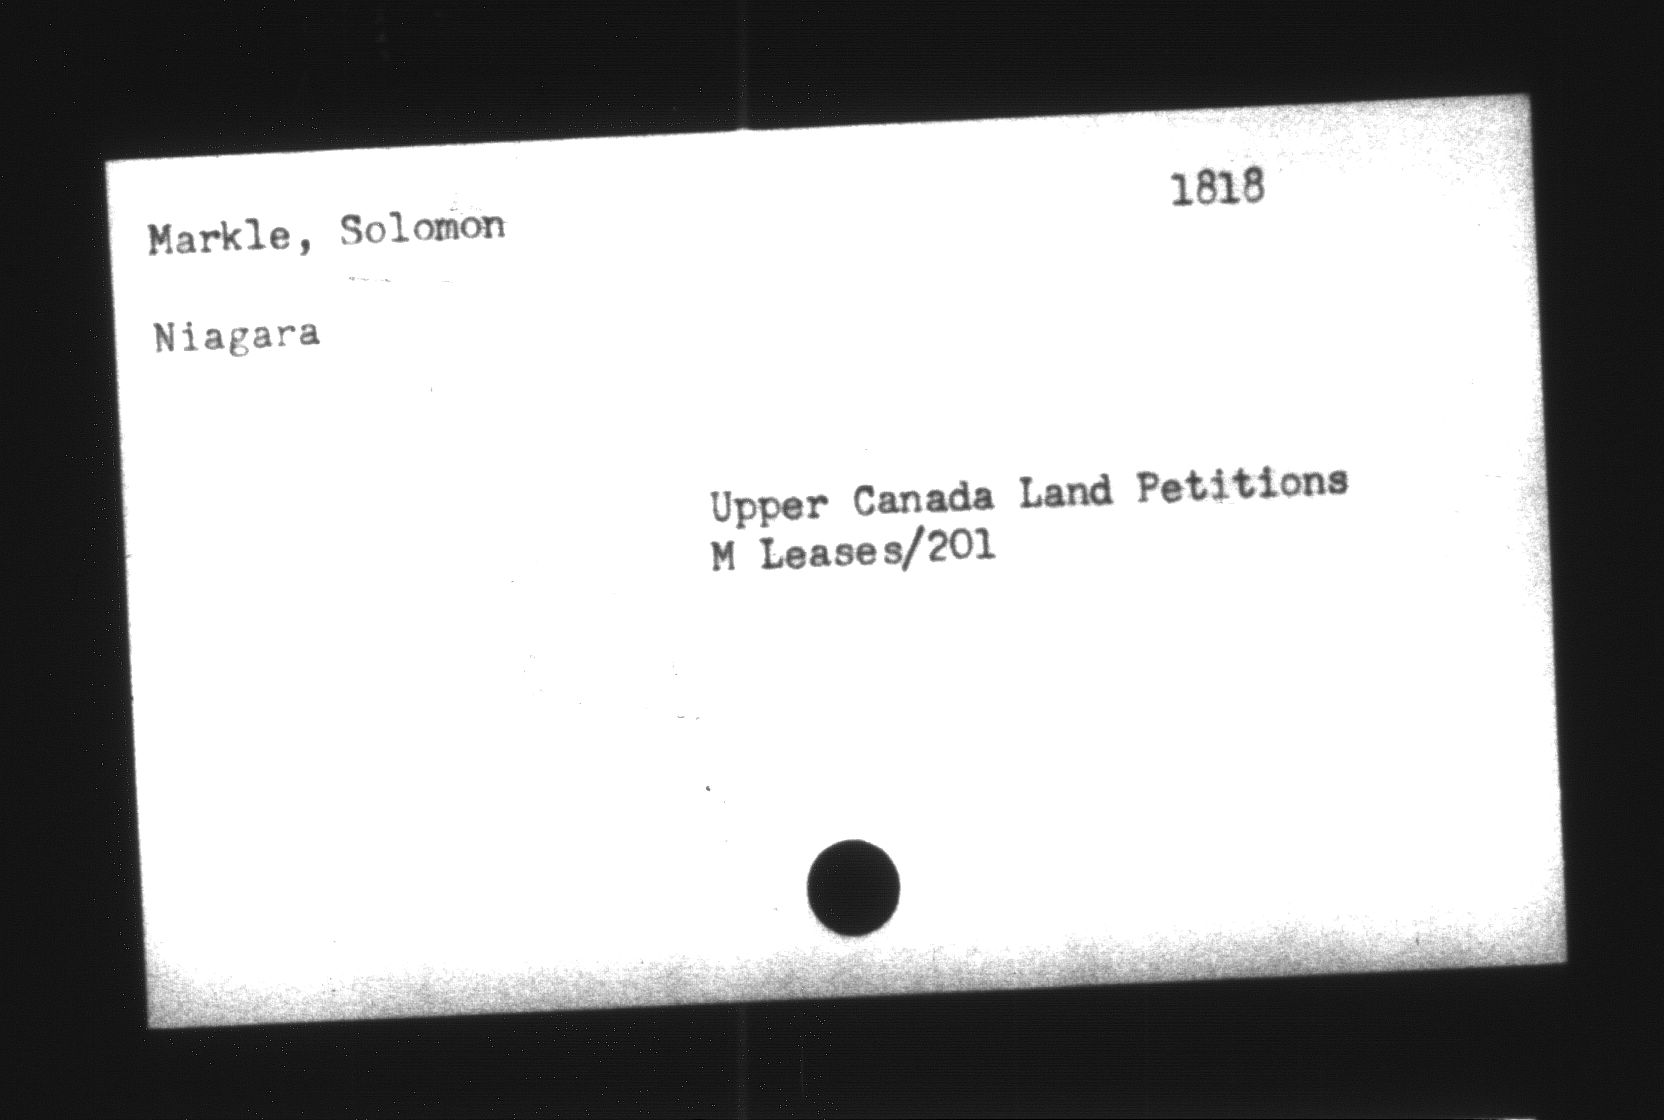 Markle, Solomon
1818
Niagara
Upper Canada Land Petitions
M Leases/201